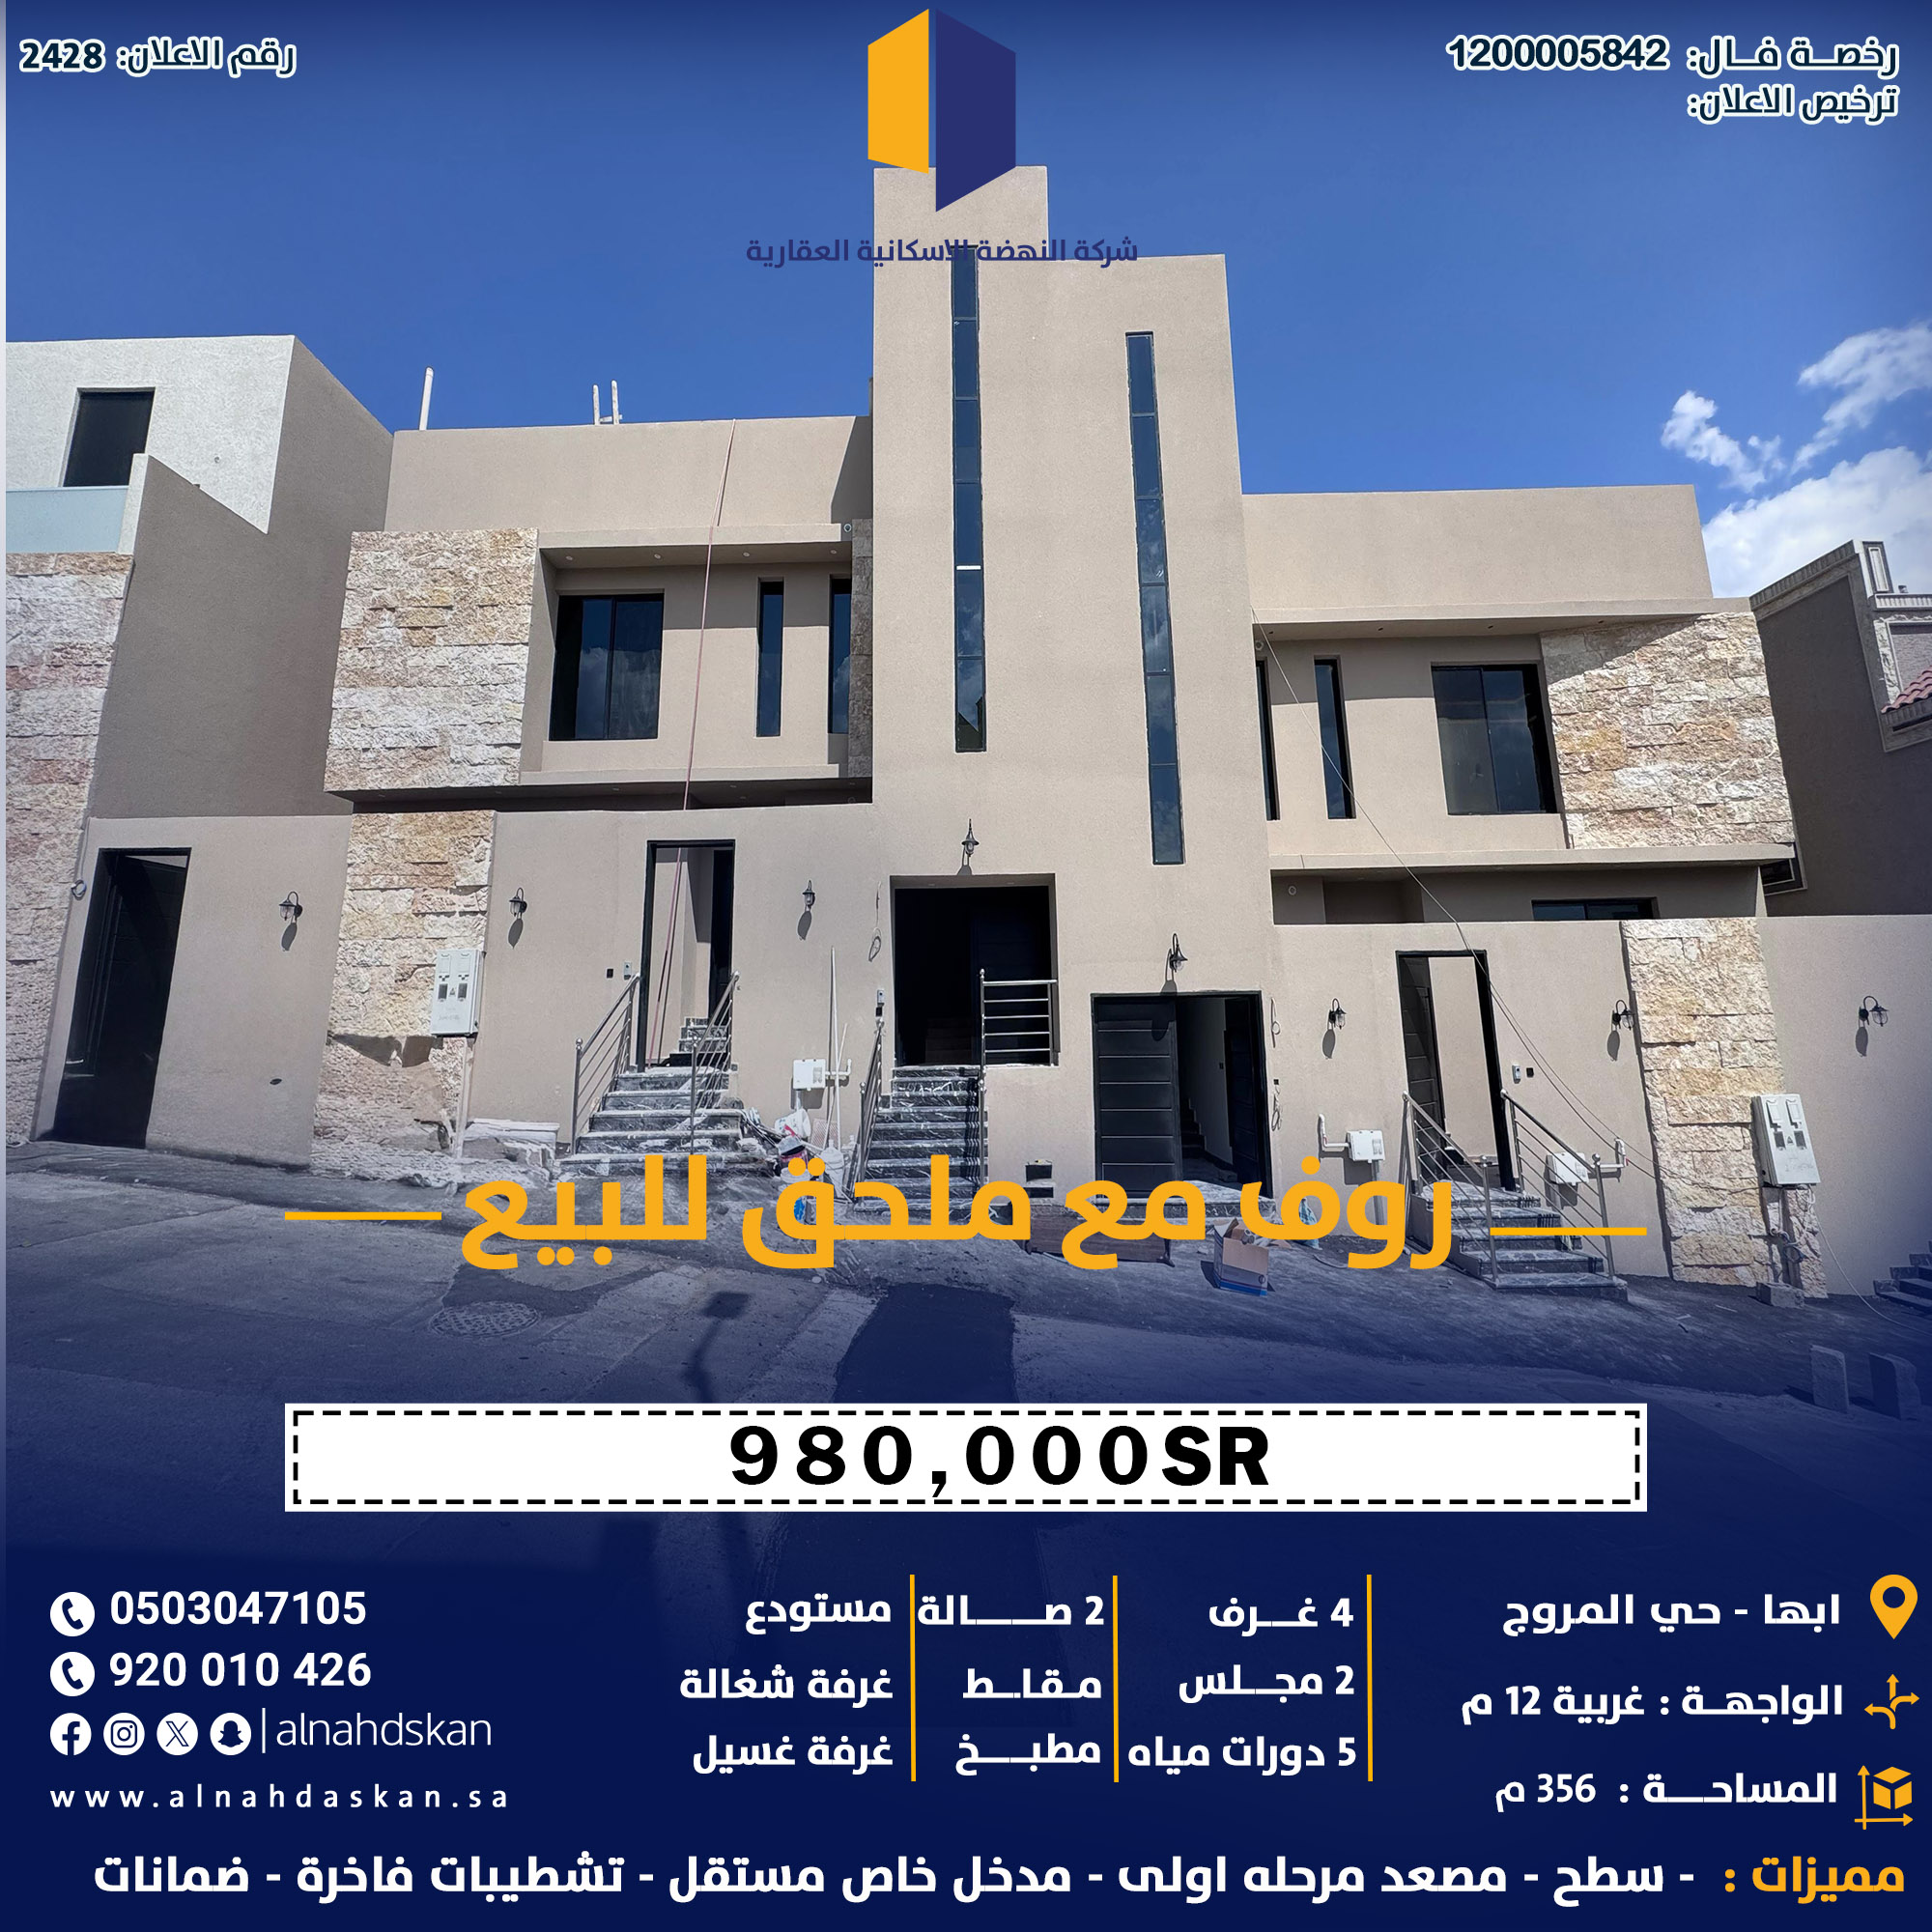 رخصة فال: 1200005842
ترخيص الاعلان:
رقم الاعلان: 2428
شركة النهضة الاسكانية العقارية
روف مع ملحق للبيع
980,000SR
ابها - حي المروج
الواجهة : غربية 12 م
المساحة : 356 م
4 غرف
2 مجلس
5 دورات مياه
2 صالة
مقلط
مطبخ
مستودع
غرفة شغالة
غرفة غسيل
0503047105
920 010 426
alnahdskan
www.alnahdaskan.sa
مميزات : - سطح - مصعد مرحله اولى - مدخل خاص مستقل - تشطيبات فاخرة - ضمانات